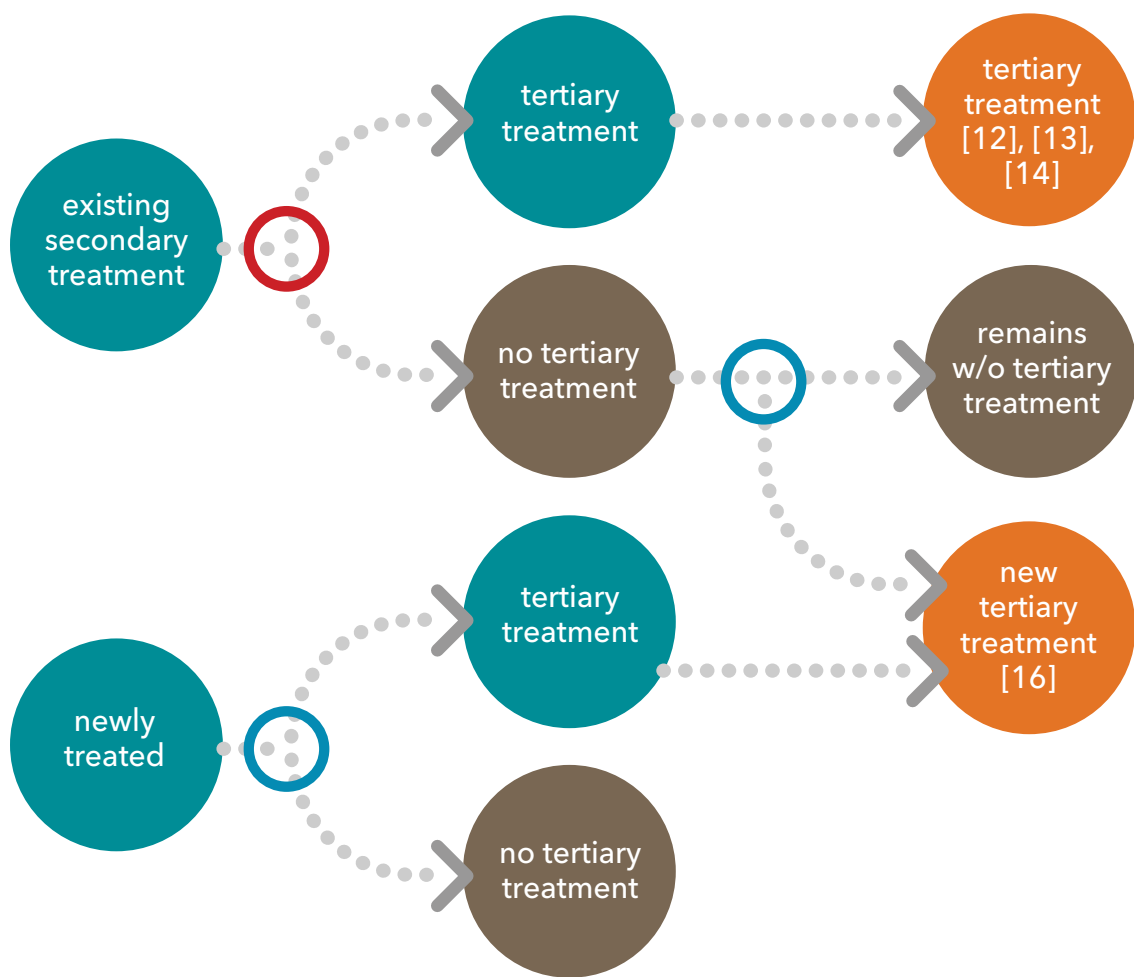 existing
secondary
treatment
tertiary
treatment
tertiary
treatment
[12], [13],
[14]
no tertiary
treatment
remains
w/o tertiary
treatment
newly
treated
tertiary
treatment
new
tertiary
treatment
[16]
no tertiary
treatment